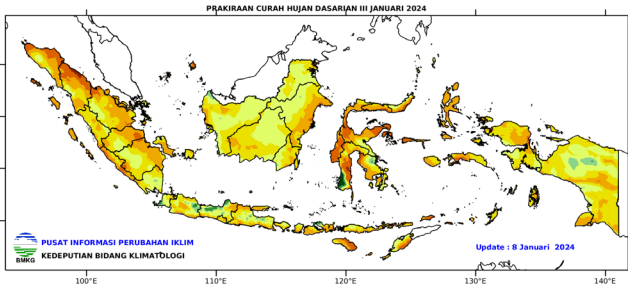 PRAKIRAAN CURAH HUJAN DASARIAN III JANUARI 2024
PUSAT INFORMASI PERUBAHAN IKLIM
KEDEPUTIAN BIDANG KLIMATOLOGI
BMKG
Update : 8 Januari 2024
100°E 110°E 120°E 130°E 140°E